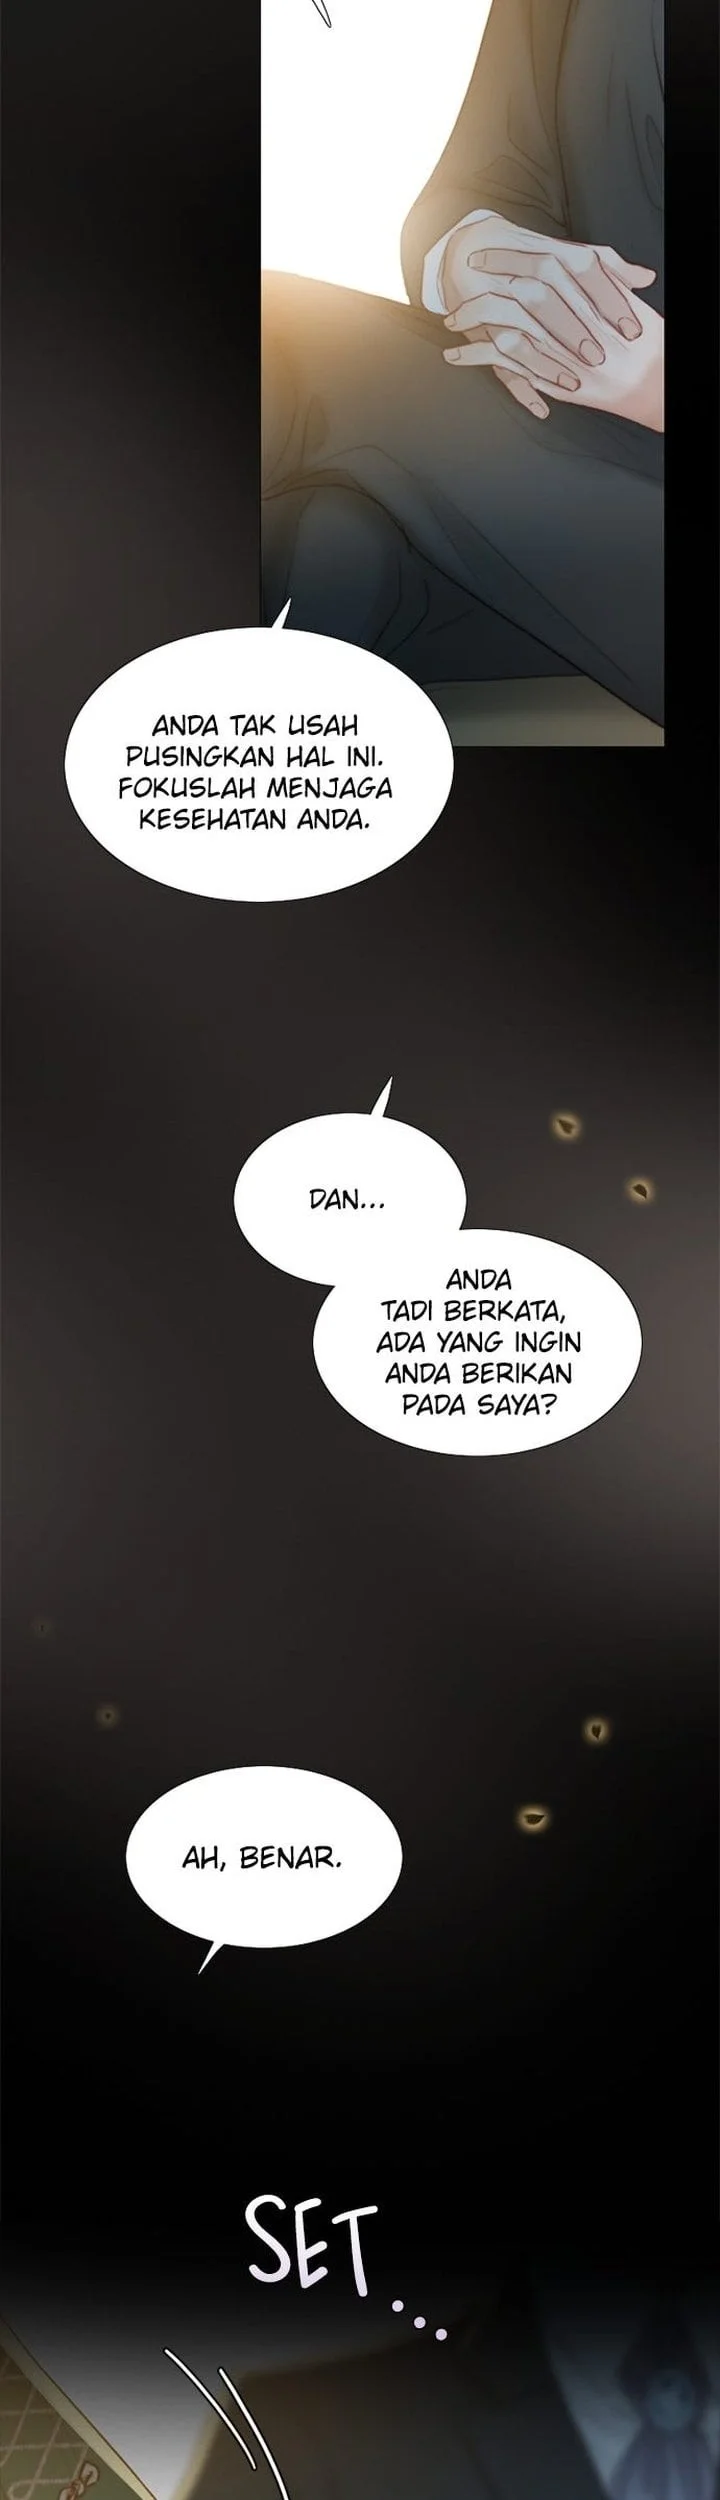 ANDA TAK USAH
PUSINGKAN HAL INI.
FOKUSLAH MENJAGA
KESEHATAN ANDA.
DAN...
ANDA
TADI BERKATA,
ADA YANG INGIN
ANDA BERIKAN
PADA SAYA?
AH, BENAR.
SET...